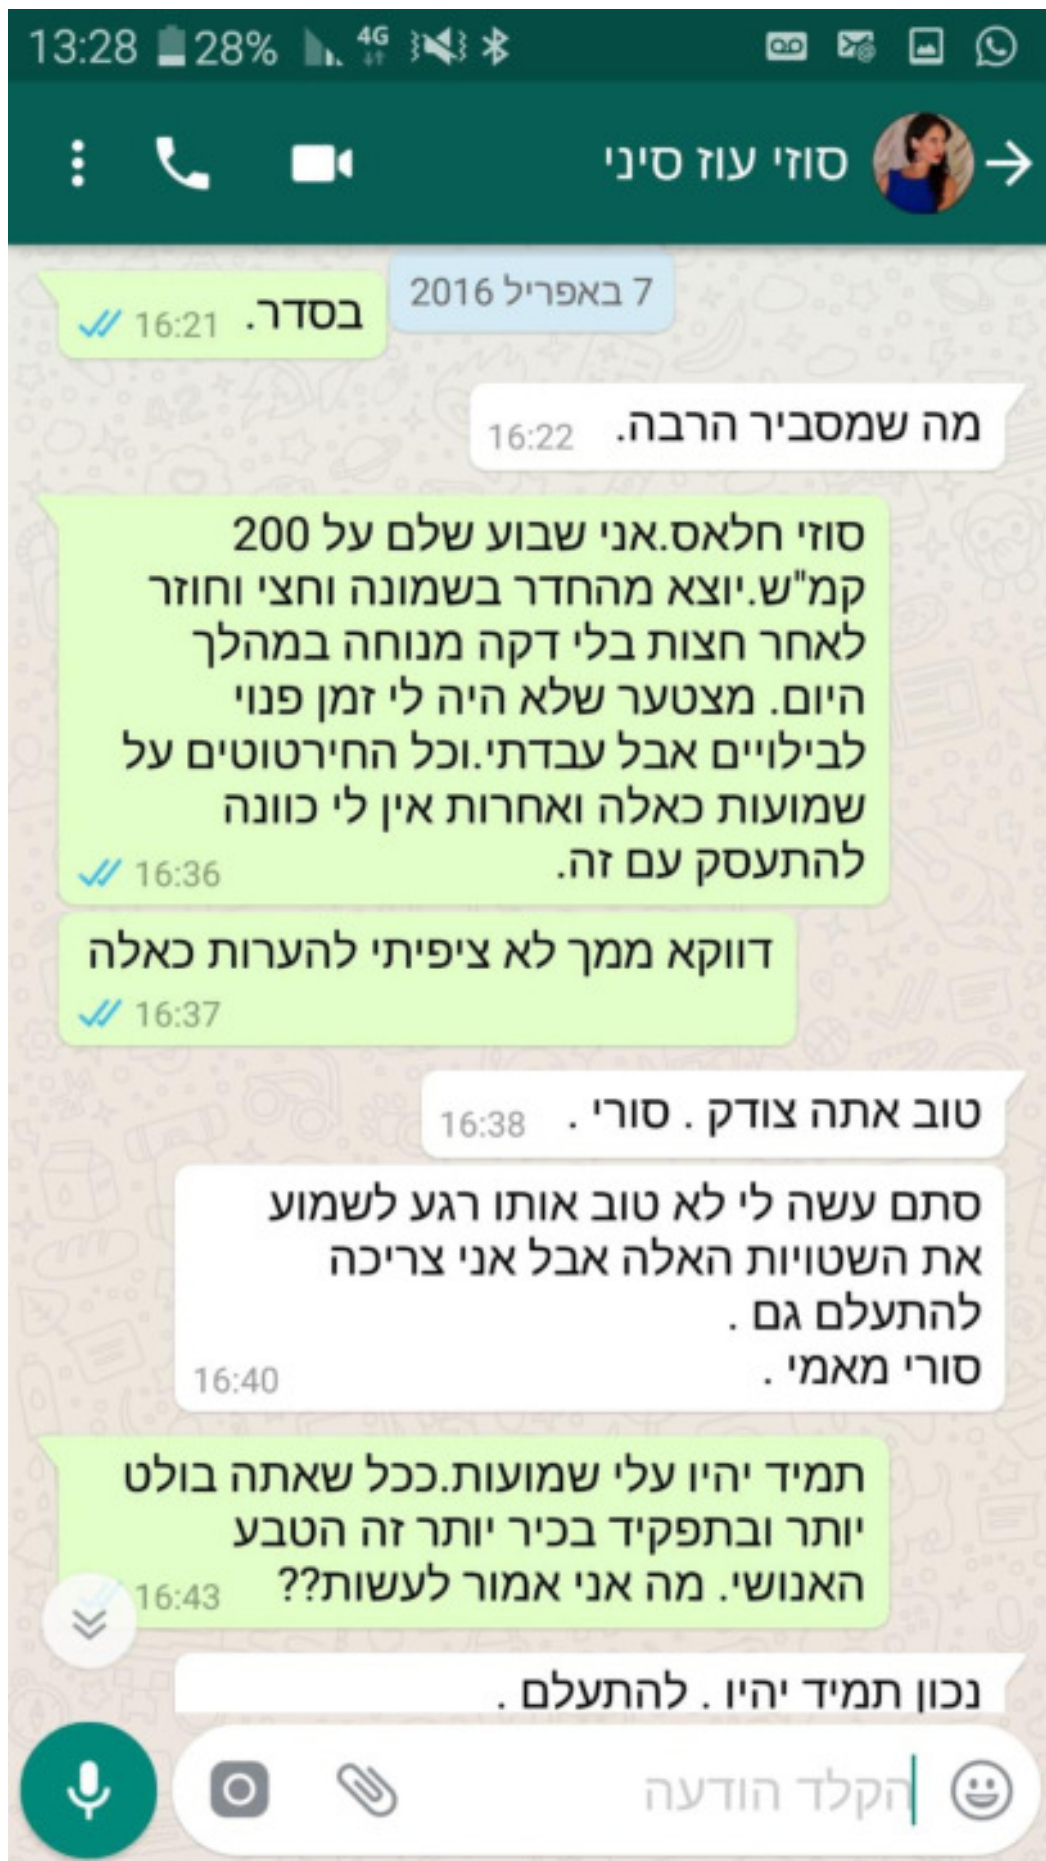 13:28 28% 4G
סוזי עוז סיני
7 באפריל 2016
בסדר. 16:21
מה שמסביר הרבה. 16:22
סוזי חלאס.אני שבוע שלם על 200
קמ"ש.יוצא מהחדר בשמונה וחצי וחוזר
לאחר חצות בלי דקה מנוחה במהלך
היום. מצטער שלא היה לי זמן פנוי
לבילויים אבל עבדתי.וכל החירטוטים על
שמועות כאלה ואחרות אין לי כוונה
להתעסק עם זה. 16:36
דווקא ממך לא ציפיתי להערות כאלה
16:37
טוב אתה צודק . סורי . 16:38
סתם עשה לי לא טוב אותו רגע לשמוע
את השטויות האלה אבל אני צריכה
להתעלם גם .
סורי מאמי . 16:40
תמיד יהיו עלי שמועות.ככל שאתה בולט
יותר ובתפקיד בכיר יותר זה הטבע
האנושי. מה אני אמור לעשות?? 16:43
נכון תמיד יהיו . להתעלם .
הקלד הודעה